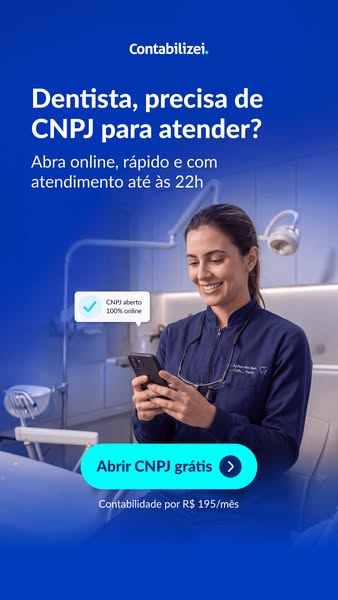 Contabilizei.
Dentista, precisa de
CNPJ para atender?
Abra online, rápido e com
atendimento até às 22h
CNPJ aberto
100% online
Abrir CNPJ grátis
Contabilidade por R$ 195/mês